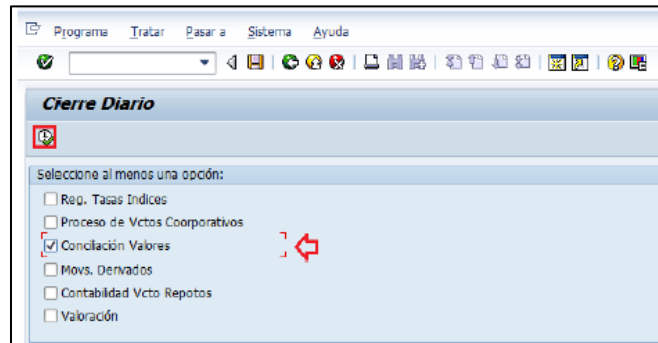 Programa Tratar Pasar a Sistema Ayuda
Cierre Diario
Seleccione al menos una opción:
Reg. Tasas Indices
Proceso de Vctos Coorporativos
Conciliación Valores
Movs. Derivados
Contabilidad Vcto Repotos
Valoración